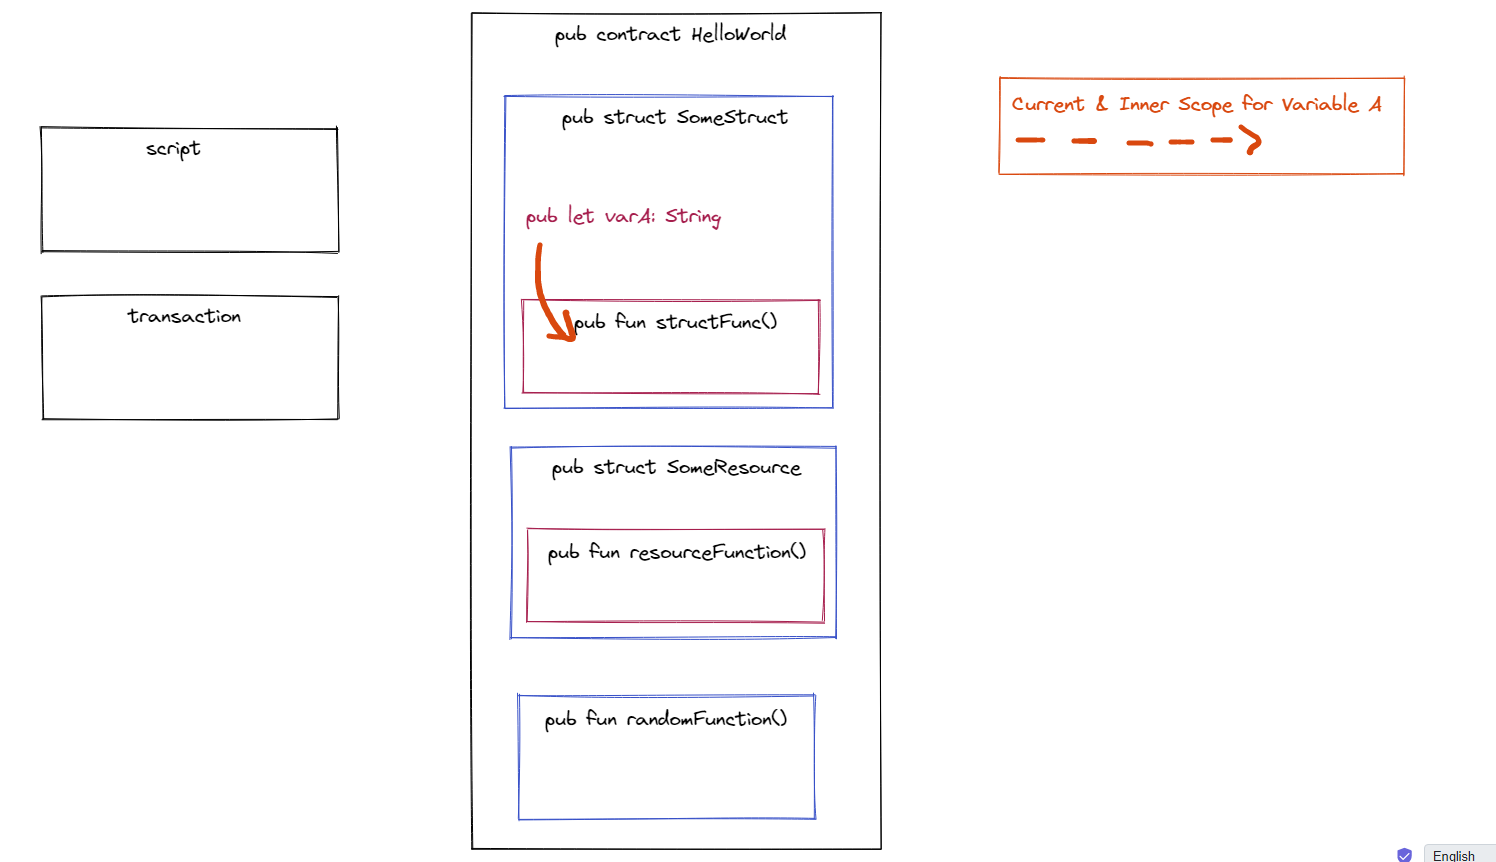 script
transaction
pub contract HelloWorld
pub struct SomeStruct
pub let varA: String
pub fun structFunc()
pub struct SomeResource
pub fun resourceFunction()
pub fun randomFunction()
Current & Inner Scope for Variable A
English